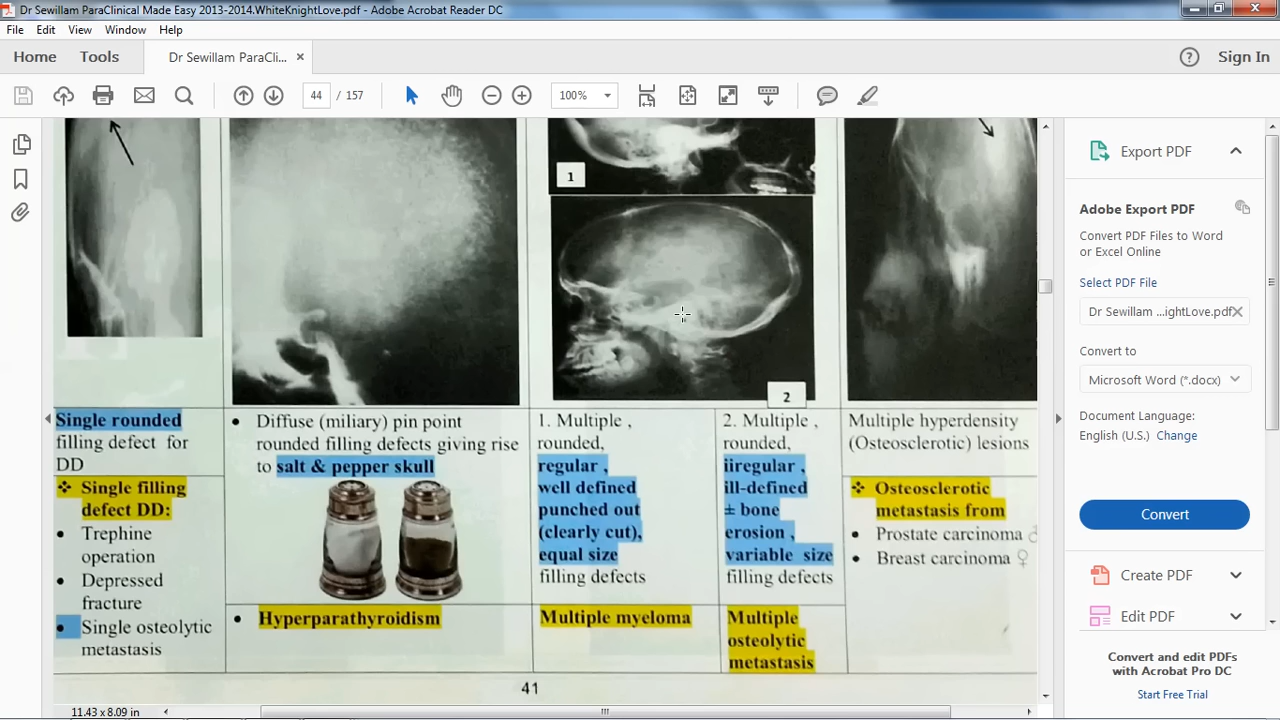 Dr Sewillam ParaClinical Made Easy 2013-2014.WhiteKnightLove.pdf - Adobe Acrobat Reader DC
File Edit View Window Help
Home Tools Dr Sewillam ParaCli... × Sign In
44 / 157 100%
1
2
Single rounded
filling defect for
DD
❖ Single filling
defect DD:
• Trephine
operation
• Depressed
fracture
• Single osteolytic
metastasis
• Diffuse (miliary) pin point
rounded filling defects giving rise
to salt & pepper skull
• Hyperparathyroidism
1. Multiple ,
rounded,
regular ,
well defined
punched out
(clearly cut),
equal size
filling defects
Multiple myeloma
2. Multiple ,
rounded,
iiregular ,
ill-defined
± bone
erosion ,
variable size
filling defects
Multiple
osteolytic
metastasis
Multiple hyperdensity
(Osteosclerotic) lesions
❖ Osteosclerotic
metastasis from
• Prostate carcinoma ♂
• Breast carcinoma ♀
41
11.43 x 8.09 in
Export PDF
Adobe Export PDF
Convert PDF Files to Word
or Excel Online
Select PDF File
Dr Sewillam ...ightLove.pdf ×
Convert to
Microsoft Word (*.docx)
Document Language:
English (U.S.) Change
Convert
Create PDF
Edit PDF
Convert and edit PDFs
with Acrobat Pro DC
Start Free Trial